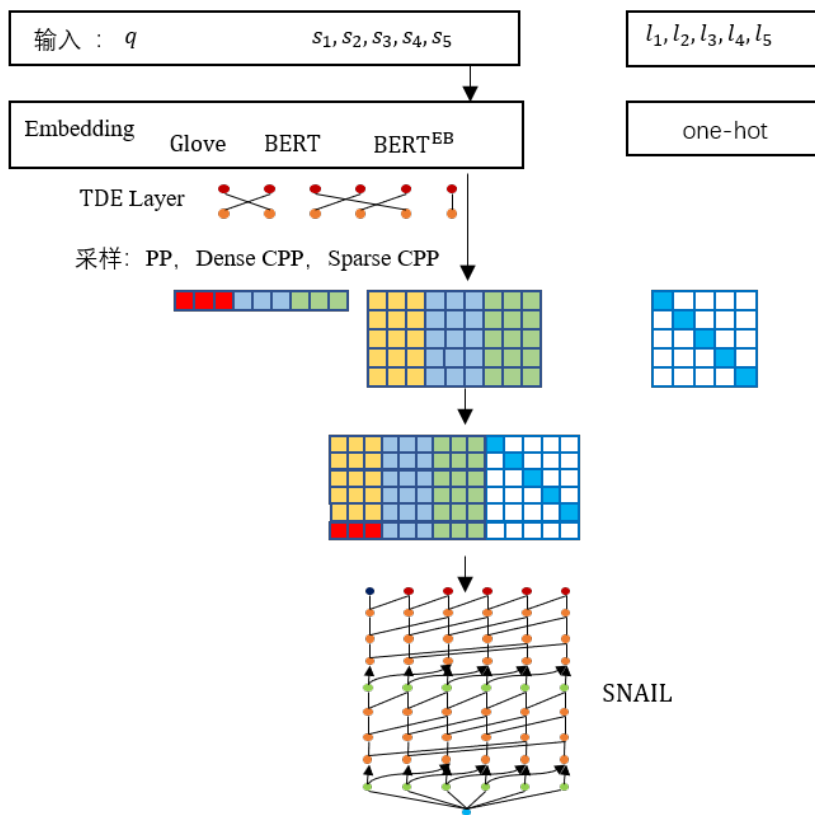 输入 : q s₁, s₂, s₃, s₄, s₅ l₁, l₂, l₃, l₄, l₅
Embedding Glove BERT BERTᴱᴮ one-hot
TDE Layer
采样: PP, Dense CPP, Sparse CPP
SNAIL